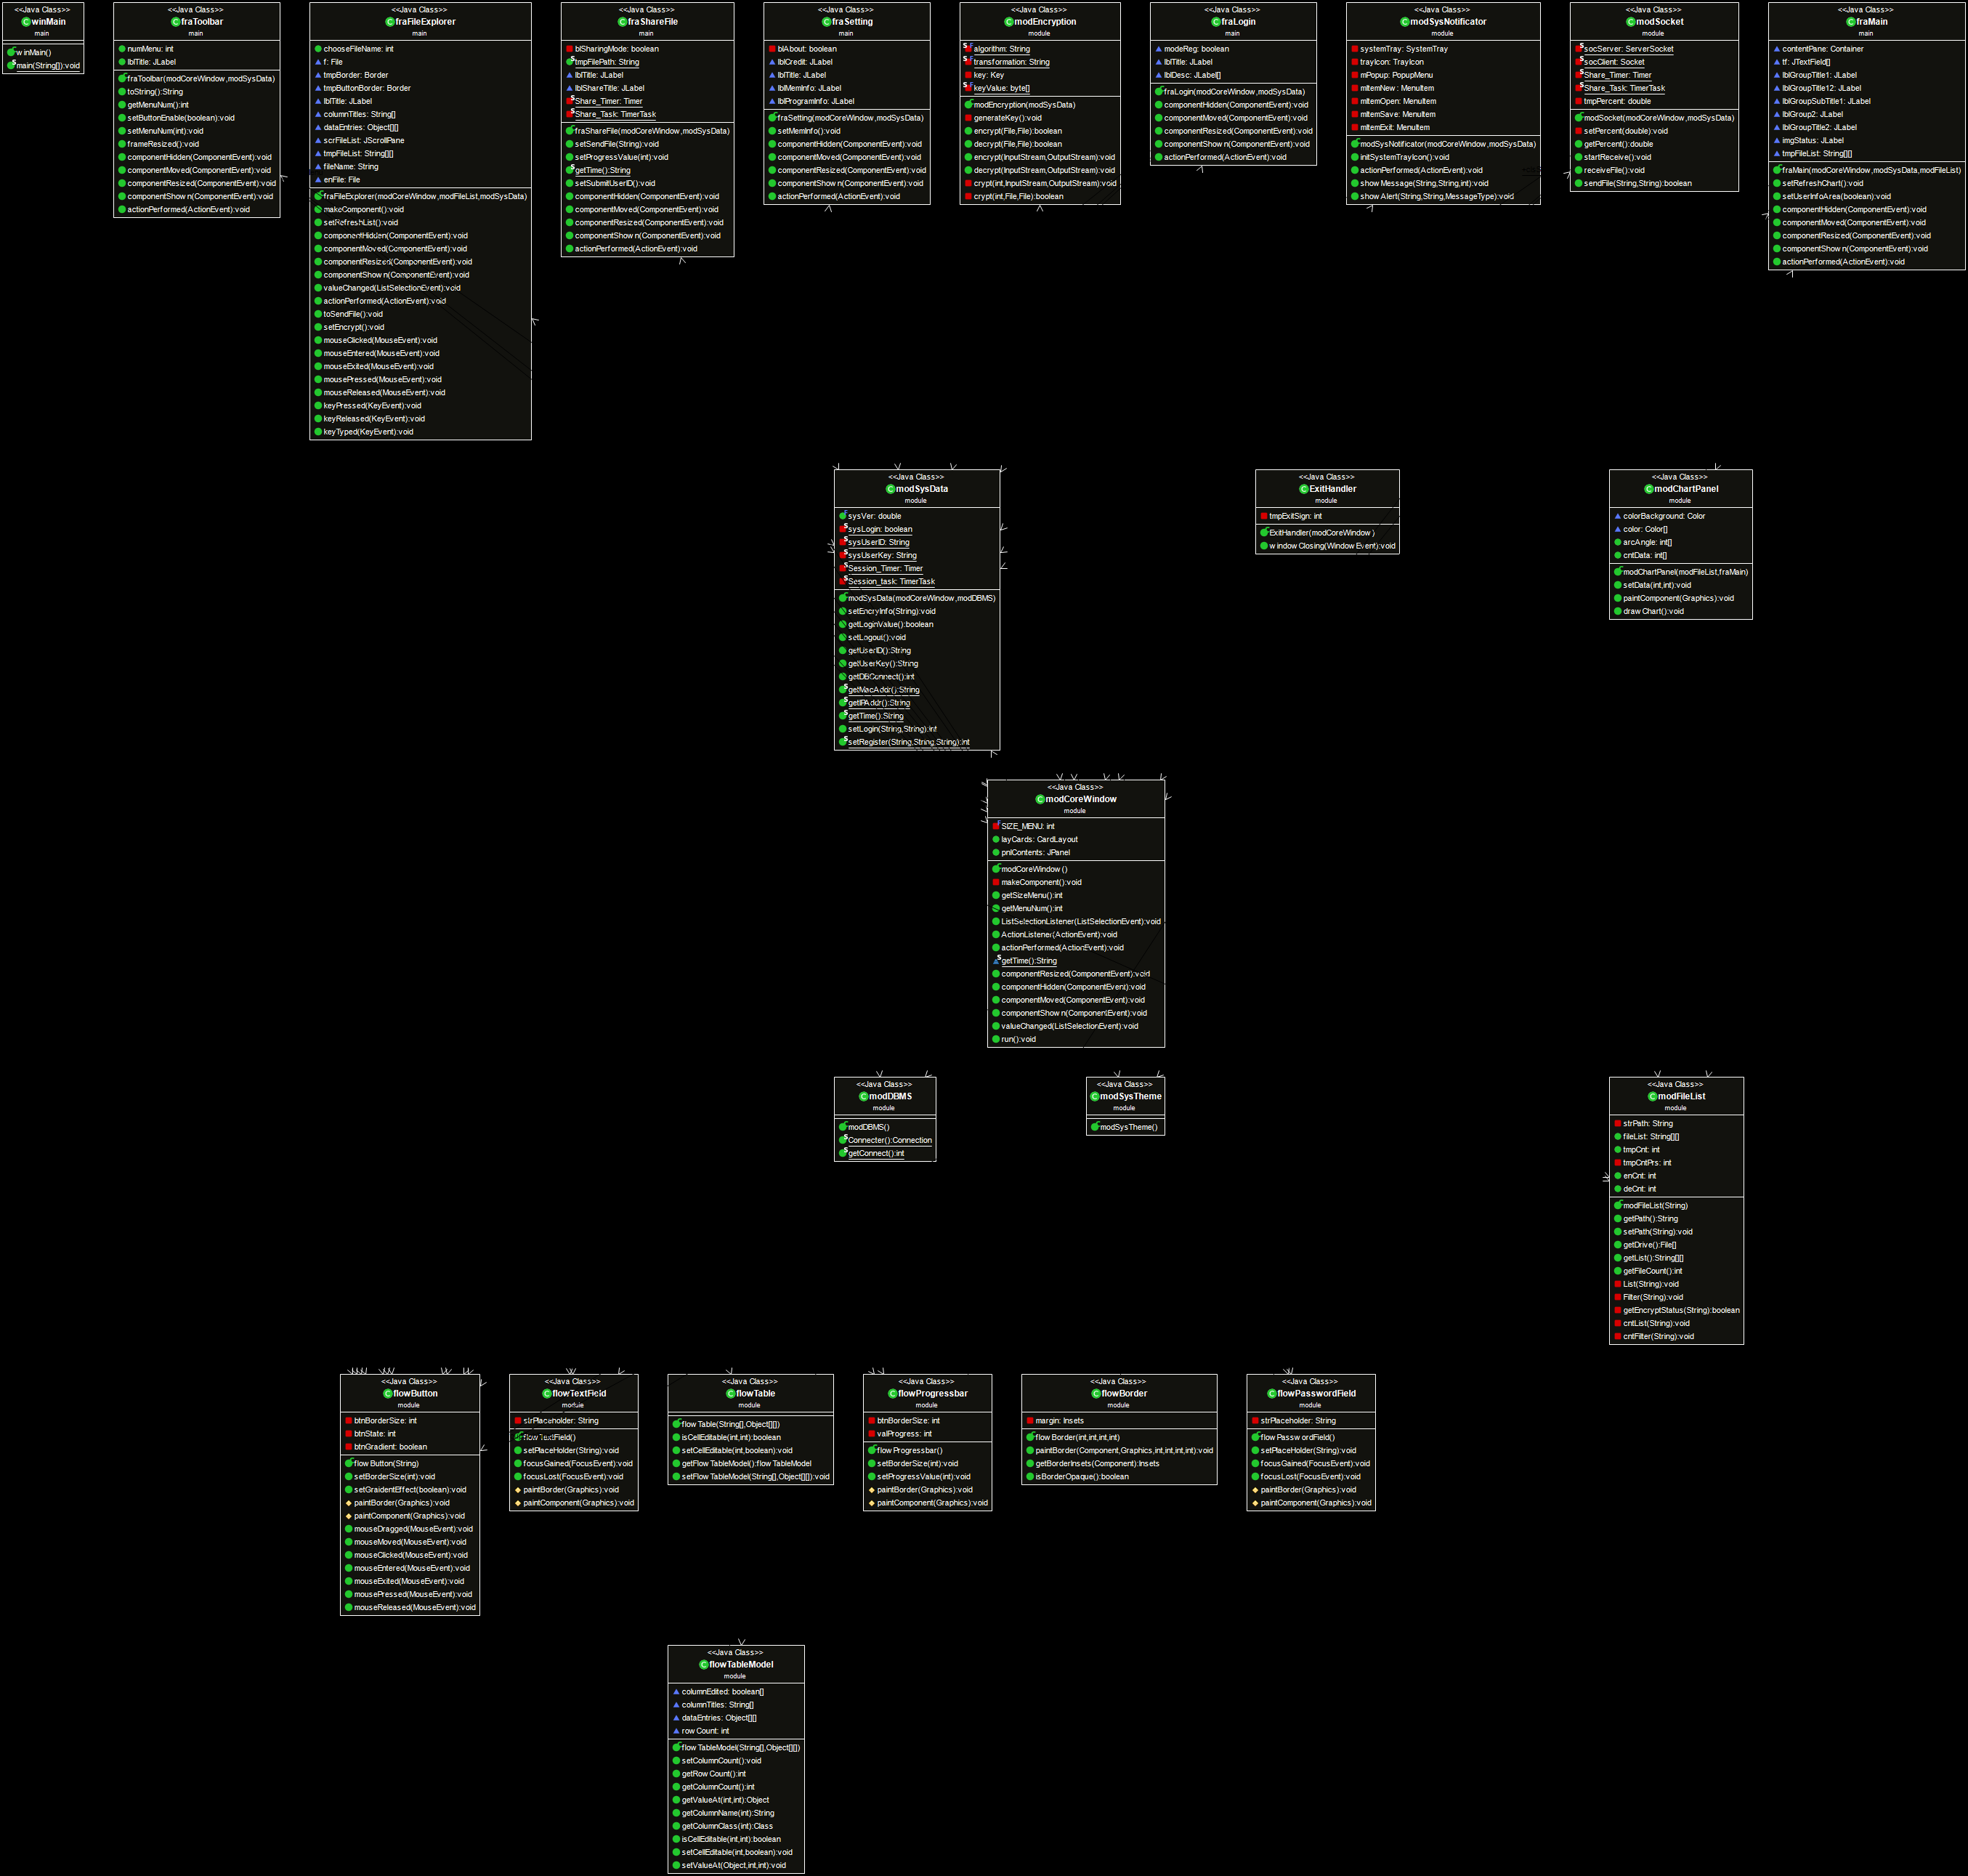 <<Java Class>>
winMain
main
winMain()
main(String[]):void
<<Java Class>>
fraToolbar
main
numMenu: int
lblTitle: JLabel
fraToolbar(modCoreWindow,modSysData)
toString():String
getMenuNum():int
setButtonEnable(boolean):void
setMenuNum(int):void
frameResized():void
componentHidden(ComponentEvent):void
componentMoved(ComponentEvent):void
componentResized(ComponentEvent):void
componentShown(ComponentEvent):void
actionPerformed(ActionEvent):void
<<Java Class>>
fraFileExplorer
main
chooseFileName: int
f: File
tmpBorder: Border
tmpButtonBorder: Border
lblTitle: JLabel
columnTitles: String[]
dataEntries: Object[][]
scrFileList: JScrollPane
tmpFileList: String[][]
fileName: String
enFile: File
fraFileExplorer(modCoreWindow,modFileList,modSysData)
makeComponent():void
setRefreshList():void
componentHidden(ComponentEvent):void
componentMoved(ComponentEvent):void
componentResized(ComponentEvent):void
componentShown(ComponentEvent):void
valueChanged(ListSelectionEvent):void
actionPerformed(ActionEvent):void
toSendFile():void
setEncrypt():void
mouseClicked(MouseEvent):void
mouseEntered(MouseEvent):void
mouseExited(MouseEvent):void
mousePressed(MouseEvent):void
mouseReleased(MouseEvent):void
keyPressed(KeyEvent):void
keyReleased(KeyEvent):void
keyTyped(KeyEvent):void
<<Java Class>>
fraShareFile
main
blSharingMode: boolean
tmpFilePath: String
lblTitle: JLabel
lblShareTitle: JLabel
Share_Timer: Timer
Share_Task: TimerTask
fraShareFile(modCoreWindow,modSysData)
setSendFile(String):void
setProgressValue(int):void
getTime():String
setSubmitUserID():void
componentHidden(ComponentEvent):void
componentMoved(ComponentEvent):void
componentResized(ComponentEvent):void
componentShown(ComponentEvent):void
actionPerformed(ActionEvent):void
<<Java Class>>
fraSetting
main
blAbout: boolean
lblCredit: JLabel
lblTitle: JLabel
lblMemInfo: JLabel
lblProgramInfo: JLabel
fraSetting(modCoreWindow,modSysData)
setMemInfo():void
componentHidden(ComponentEvent):void
componentMoved(ComponentEvent):void
componentResized(ComponentEvent):void
componentShown(ComponentEvent):void
actionPerformed(ActionEvent):void
<<Java Class>>
modEncryption
module
algorithm: String
transformation: String
key: Key
keyValue: byte[]
modEncryption(modSysData)
generateKey():void
encrypt(File,File):boolean
decrypt(File,File):boolean
encrypt(InputStream,OutputStream):void
decrypt(InputStream,OutputStream):void
crypt(int,InputStream,OutputStream):void
crypt(int,File,File):boolean
<<Java Class>>
fraLogin
main
modeReg: boolean
lblTitle: JLabel
lblDesc: JLabel[]
fraLogin(modCoreWindow,modSysData)
componentHidden(ComponentEvent):void
componentMoved(ComponentEvent):void
componentResized(ComponentEvent):void
componentShown(ComponentEvent):void
actionPerformed(ActionEvent):void
<<Java Class>>
modSysNotificator
module
systemTray: SystemTray
trayIcon: TrayIcon
mPopup: PopupMenu
mItemNew: MenuItem
mItemOpen: MenuItem
mItemSave: MenuItem
mItemExit: MenuItem
modSysNotificator(modCoreWindow,modSysData)
initSystemTrayIcon():void
actionPerformed(ActionEvent):void
showMessage(String,String,int):void
showAlert(String,String,MessageType):void
<<Java Class>>
modSocket
module
socServer: ServerSocket
socClient: Socket
Share_Timer: Timer
Share_Task: TimerTask
tmpPercent: double
modSocket(modCoreWindow,modSysData)
setPercent(double):void
getPercent():double
startReceive():void
receiveFile():void
sendFile(String,String):boolean
<<Java Class>>
fraMain
main
contentPane: Container
tf: JTextField[]
lblGroupTitle1: JLabel
lblGroupTitle12: JLabel
lblGroupSubTitle1: JLabel
lblGroup2: JLabel
lblGroupTitle2: JLabel
imgStatus: JLabel
tmpFileList: String[][]
fraMain(modCoreWindow,modSysData,modFileList)
setRefreshChart():void
setUserInfoArea(boolean):void
componentHidden(ComponentEvent):void
componentMoved(ComponentEvent):void
componentResized(ComponentEvent):void
componentShown(ComponentEvent):void
actionPerformed(ActionEvent):void
<<Java Class>>
modSysData
module
sysVer: double
sysLogin: boolean
sysUserID: String
sysUserKey: String
Session_Timer: Timer
Session_task: TimerTask
modSysData(modCoreWindow,modDBMS)
setEncryInfo(String):void
getLoginValue():boolean
setLogout():void
getUserID():String
getUserKey():String
getDBConnect():int
getMacAddr():String
getIPAddr():String
getTime():String
setLogin(String,String):int
setRegister(String,String,String):int
<<Java Class>>
ExitHandler
module
tmpExitSign: int
ExitHandler(modCoreWindow)
windowClosing(WindowEvent):void
<<Java Class>>
modChartPanel
module
colorBackground: Color
color: Color[]
arcAngle: int[]
cntData: int[]
modChartPanel(modFileList,fraMain)
setData(int,int):void
paintComponent(Graphics):void
drawChart():void
<<Java Class>>
modCoreWindow
module
SIZE_MENU: int
layCards: CardLayout
pnlContents: JPanel
modCoreWindow()
makeComponent():void
getSizeMenu():int
getMenuNum():int
ListSelectionListener(ListSelectionEvent):void
ActionListener(ActionEvent):void
actionPerformed(ActionEvent):void
getTime():String
componentResized(ComponentEvent):void
componentHidden(ComponentEvent):void
componentMoved(ComponentEvent):void
componentShown(ComponentEvent):void
valueChanged(ListSelectionEvent):void
run():void
<<Java Class>>
modDBMS
module
modDBMS()
Connecter():Connection
getConnect():int
<<Java Class>>
modSysTheme
module
modSysTheme()
<<Java Class>>
modFileList
module
strPath: String
fileList: String[][]
tmpCnt: int
tmpCntPrs: int
enCnt: int
deCnt: int
modFileList(String)
getPath():String
setPath(String):void
getDrive():File[]
getList():String[][]
getFileCount():int
List(String):void
Filter(String):void
getEncryptStatus(String):boolean
cntList(String):void
cntFilter(String):void
<<Java Class>>
flowButton
module
btnBorderSize: int
btnState: int
btnGradient: boolean
flowButton(String)
setBorderSize(int):void
setGraidentEffect(boolean):void
paintBorder(Graphics):void
paintComponent(Graphics):void
mouseDragged(MouseEvent):void
mouseMoved(MouseEvent):void
mouseClicked(MouseEvent):void
mouseEntered(MouseEvent):void
mouseExited(MouseEvent):void
mousePressed(MouseEvent):void
mouseReleased(MouseEvent):void
<<Java Class>>
flowTextField
module
strPlaceholder: String
flowTextField()
setPlaceHolder(String):void
focusGained(FocusEvent):void
focusLost(FocusEvent):void
paintBorder(Graphics):void
paintComponent(Graphics):void
<<Java Class>>
flowTable
module
flowTable(String[],Object[][])
isCellEditable(int,int):boolean
setCellEditable(int,boolean):void
getFlowTableModel():flowTableModel
setFlowTableModel(String[],Object[][]):void
<<Java Class>>
flowProgressbar
module
btnBorderSize: int
valProgress: int
flowProgressbar()
setBorderSize(int):void
setProgressValue(int):void
paintBorder(Graphics):void
paintComponent(Graphics):void
<<Java Class>>
flowBorder
module
margin: Insets
flowBorder(int,int,int,int)
paintBorder(Component,Graphics,int,int,int,int):void
getBorderInsets(Component):Insets
isBorderOpaque():boolean
<<Java Class>>
flowPasswordField
module
strPlaceholder: String
flowPasswordField()
setPlaceHolder(String):void
focusGained(FocusEvent):void
focusLost(FocusEvent):void
paintBorder(Graphics):void
paintComponent(Graphics):void
<<Java Class>>
flowTableModel
module
columnEdited: boolean[]
columnTitles: String[]
dataEntries: Object[][]
rowCount: int
flowTableModel(String[],Object[][])
setColumnCount():void
getRowCount():int
getColumnCount():int
getValueAt(int,int):Object
getColumnName(int):String
getColumnClass(int):Class
isCellEditable(int,int):boolean
setCellEditable(int,boolean):void
setValueAt(Object,int,int):void